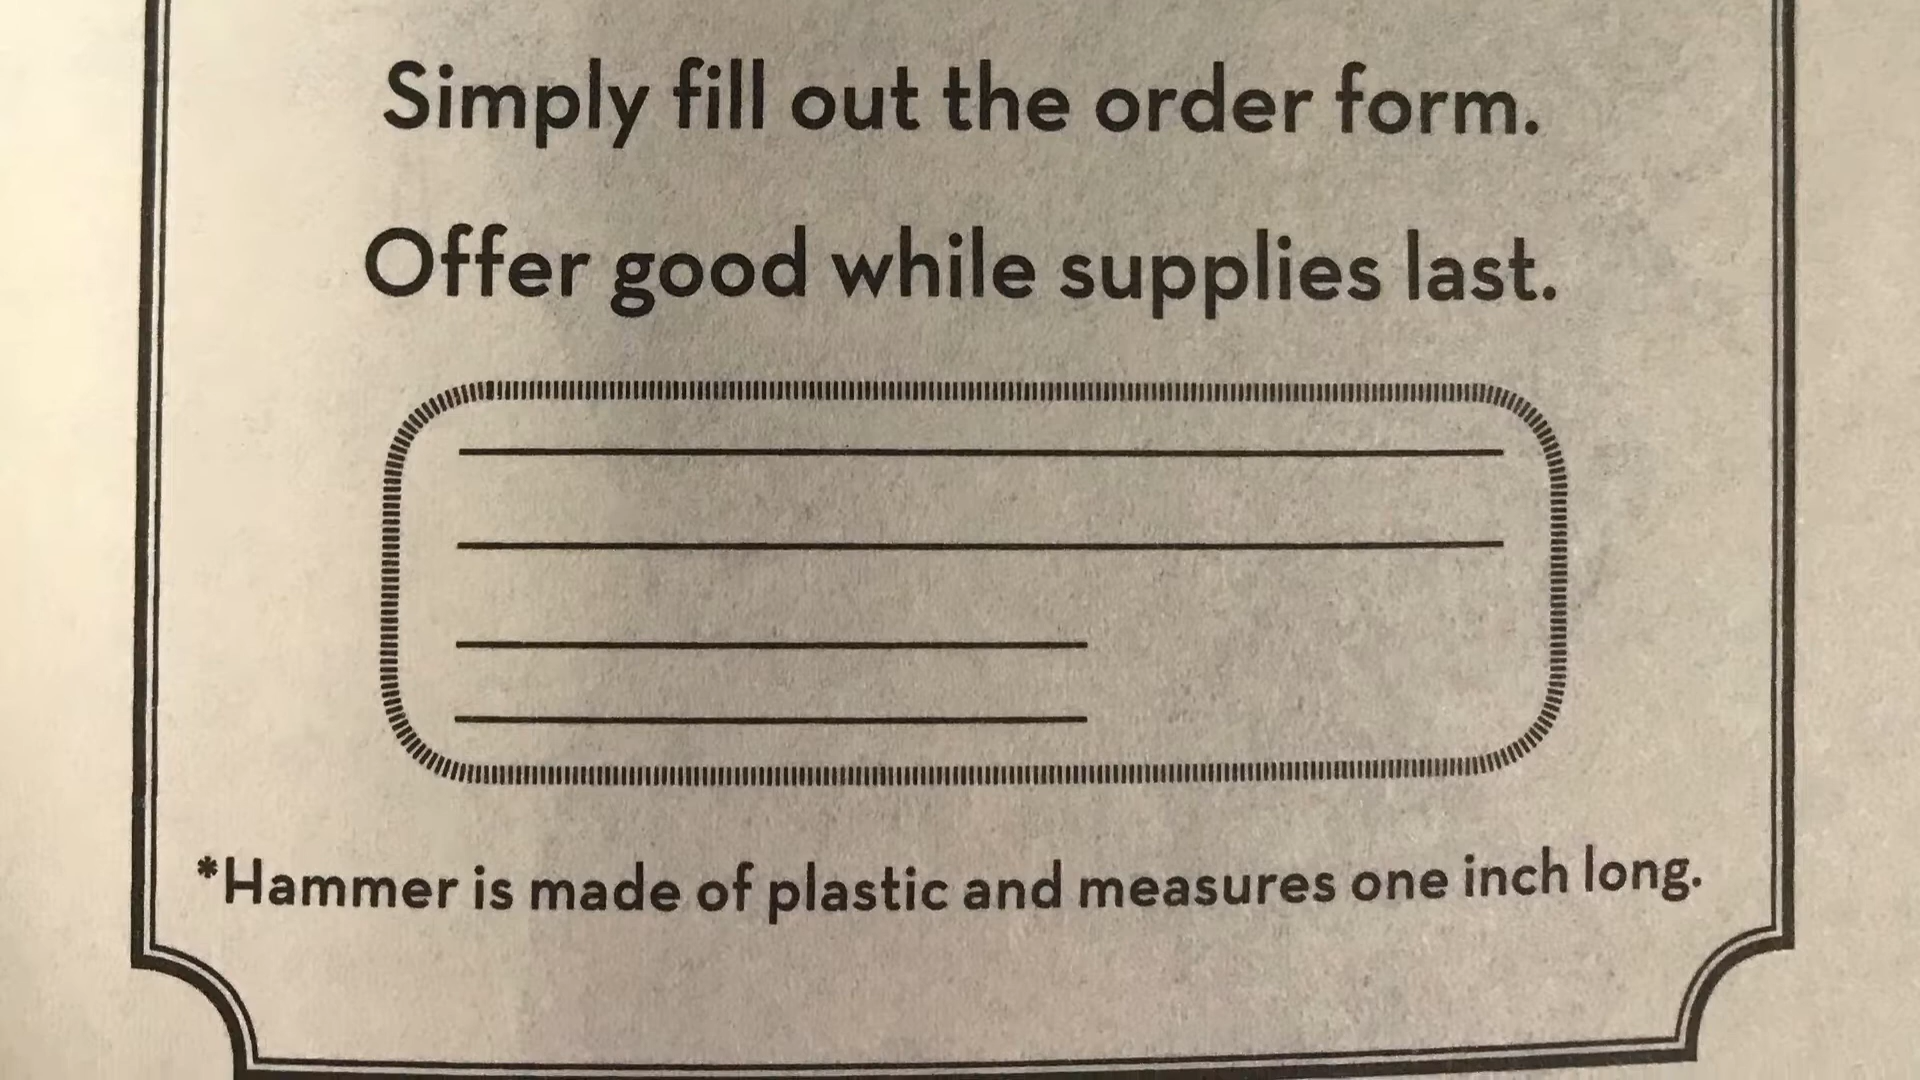 Simply fill out the order form.
Offer good while supplies last.
*Hammer is made of plastic and measures one inch long.